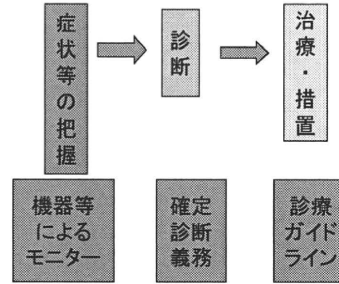 症状等の把握
診断
治療・措置
機器等
による
モニター
確定
診断
義務
診療
ガイド
ライン